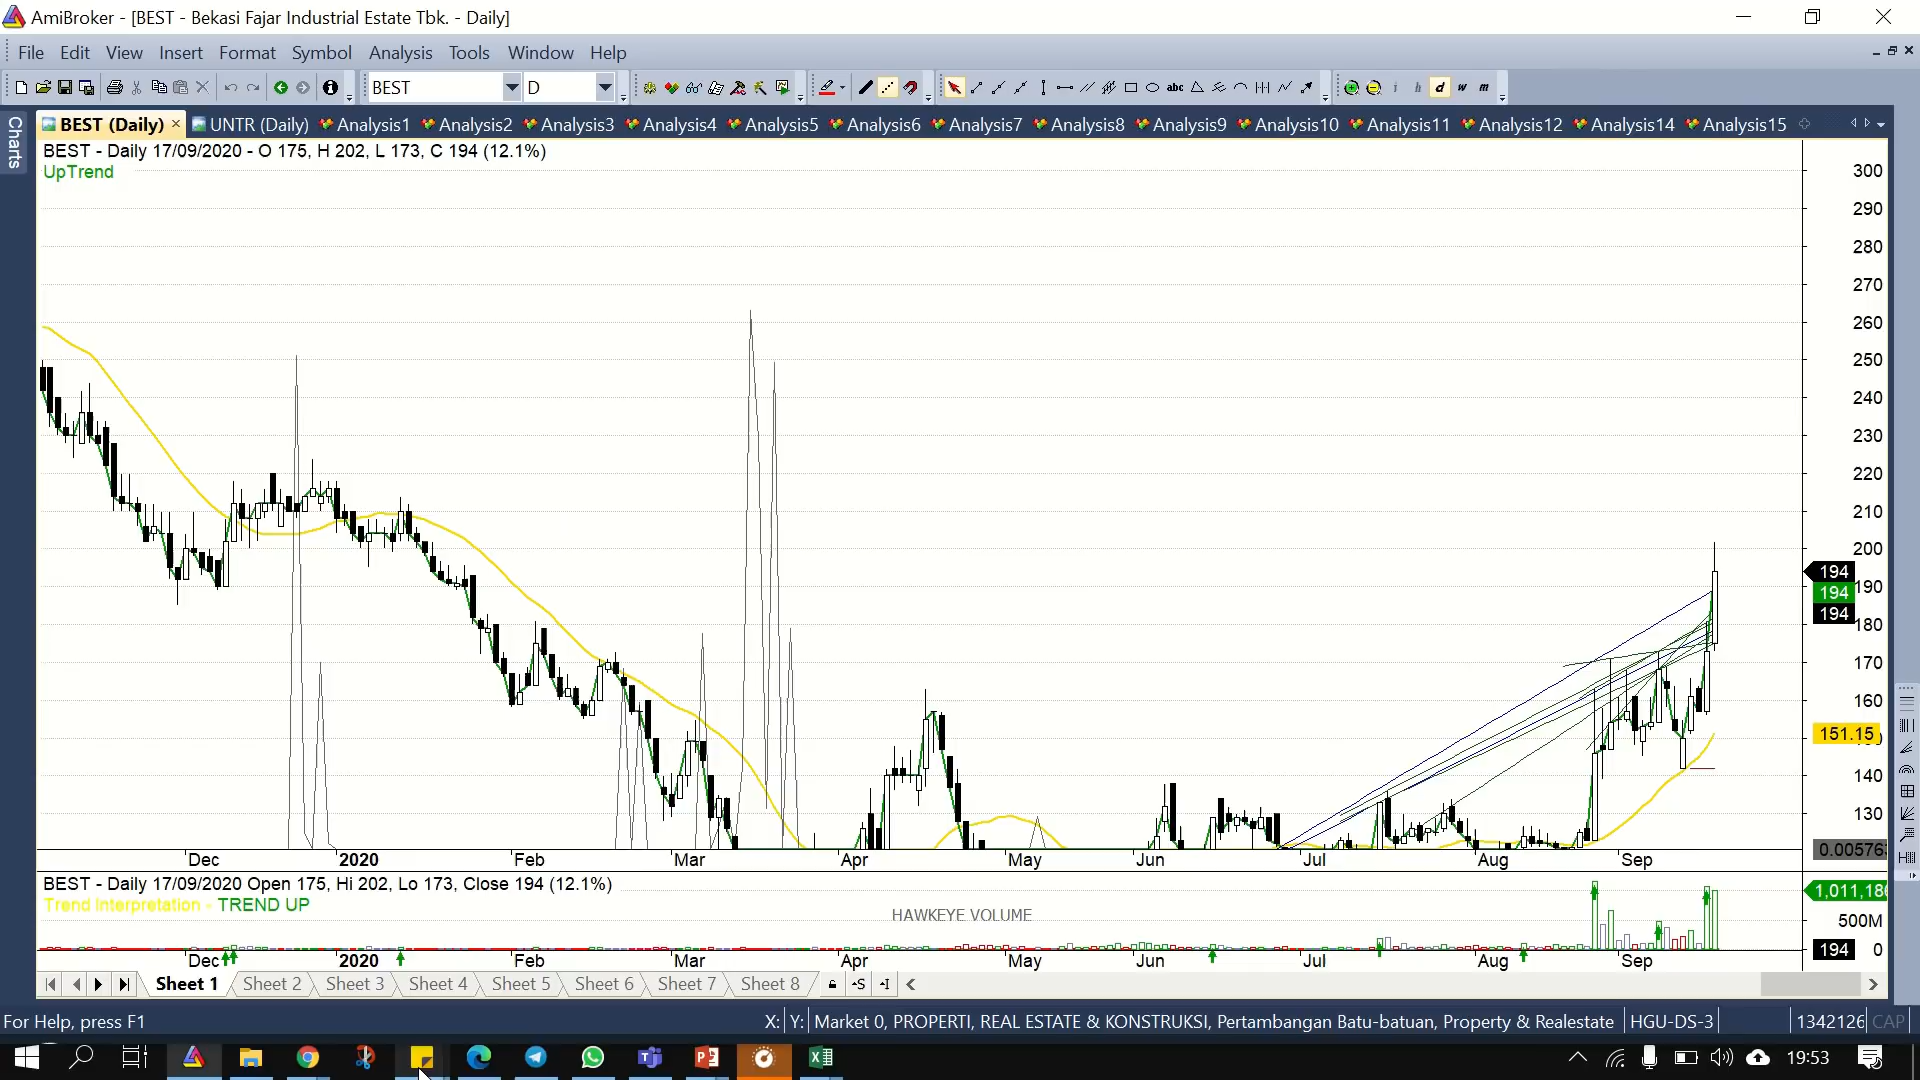 AmiBroker - [BEST - Bekasi Fajar Industrial Estate Tbk. - Daily]
File Edit View Insert Format Symbol Analysis Tools Window Help
BEST D abc i h d w m
Charts
BEST (Daily) UNTR (Daily) Analysis1 Analysis2 Analysis3 Analysis4 Analysis5 Analysis6 Analysis7 Analysis8 Analysis9 Analysis10 Analysis11 Analysis12 Analysis14 Analysis15
BEST - Daily 17/09/2020 - O 175, H 202, L 173, C 194 (12.1%)
UpTrend
300
290
280
270
260
250
240
230
220
210
200
194
190
194
194
180
170
160
151.15
140
130
0.00576
Dec 2020 Feb Mar Apr May Jun Jul Aug Sep
BEST - Daily 17/09/2020 Open 175, Hi 202, Lo 173, Close 194 (12.1%)
Trend Interpretation - TREND UP
HAWKEYE VOLUME
1,011,18
500M
194 0
Dec 2020 Feb Mar Apr May Jun Jul Aug Sep
Sheet 1 Sheet 2 Sheet 3 Sheet 4 Sheet 5 Sheet 6 Sheet 7 Sheet 8
For Help, press F1 X: Y: Market 0, PROPERTI, REAL ESTATE & KONSTRUKSI, Pertambangan Batu-batuan, Property & Realestate HGU-DS-3 1342126 CAP
19:53